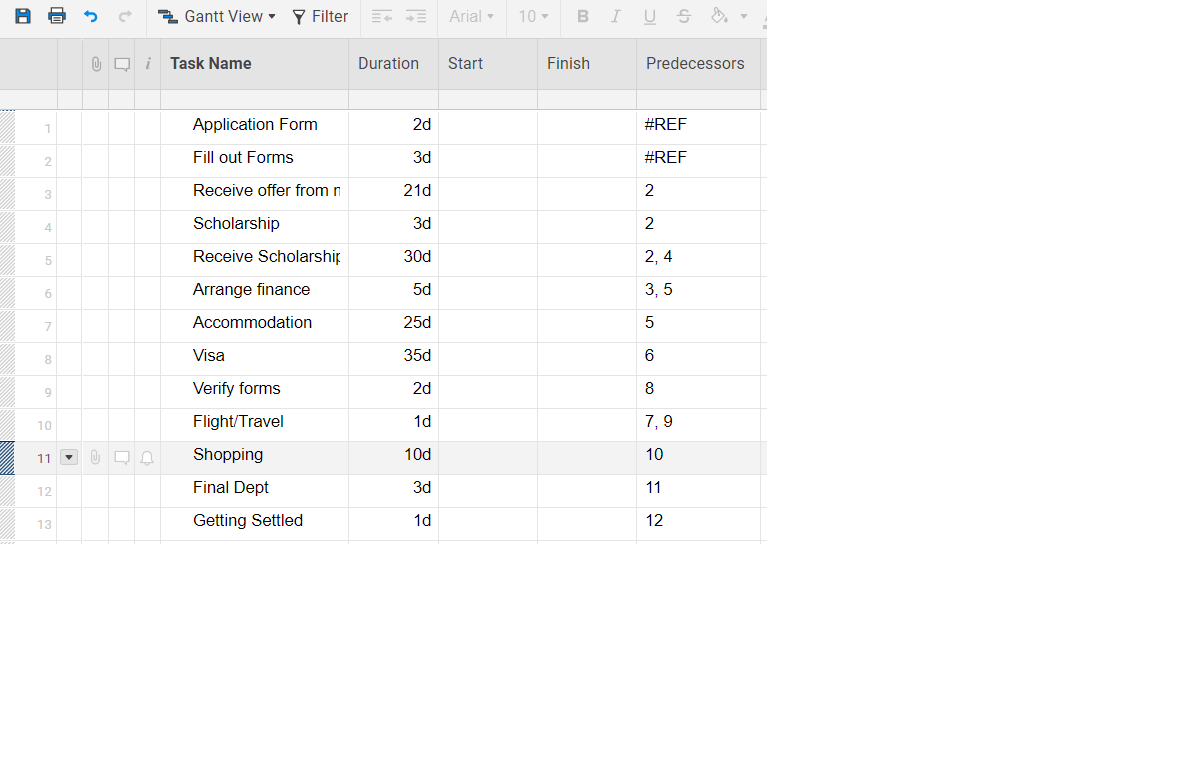 Gantt View Filter Arial 10 B I U S
i Task Name Duration Start Finish Predecessors
1 Application Form 2d #REF
2 Fill out Forms 3d #REF
3 Receive offer from 21d 2
4 Scholarship 3d 2
5 Receive Scholarship 30d 2, 4
6 Arrange finance 5d 3, 5
7 Accommodation 25d 5
8 Visa 35d 6
9 Verify forms 2d 8
10 Flight/Travel 1d 7, 9
11 Shopping 10d 10
12 Final Dept 3d 11
13 Getting Settled 1d 12